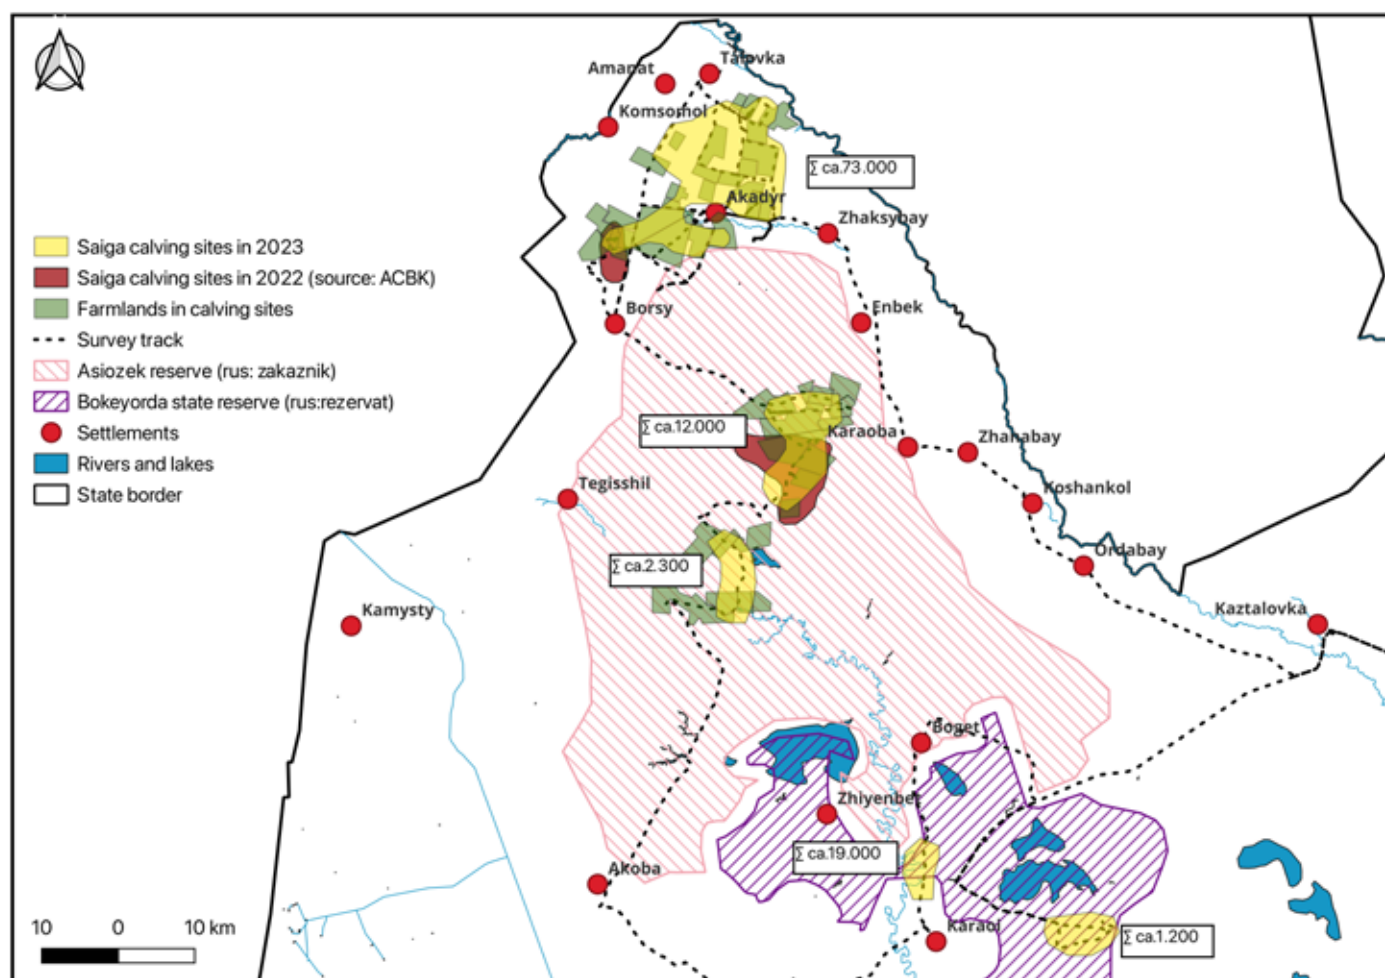 Talovka
Amanat
Komsomol
∑ ca.73.000
Akadyr
Zhaksybay
Saiga calving sites in 2023
Saiga calving sites in 2022 (source: ACBK)
Farmlands in calving sites
Survey track
Asiozek reserve (rus: zakaznik)
Bokeyorda state reserve (rus:rezervat)
Settlements
Rivers and lakes
State border
Borsy
Enbek
∑ ca.12.000
Karaoba
Zhanabay
Tegisshil
Koshankol
Ordabay
∑ ca.2.300
Kamysty
Kaztalovka
Boget
Zhiyenbet
∑ ca.19.000
Akoba
Karaol
∑ ca.1.200
10 0 10 km